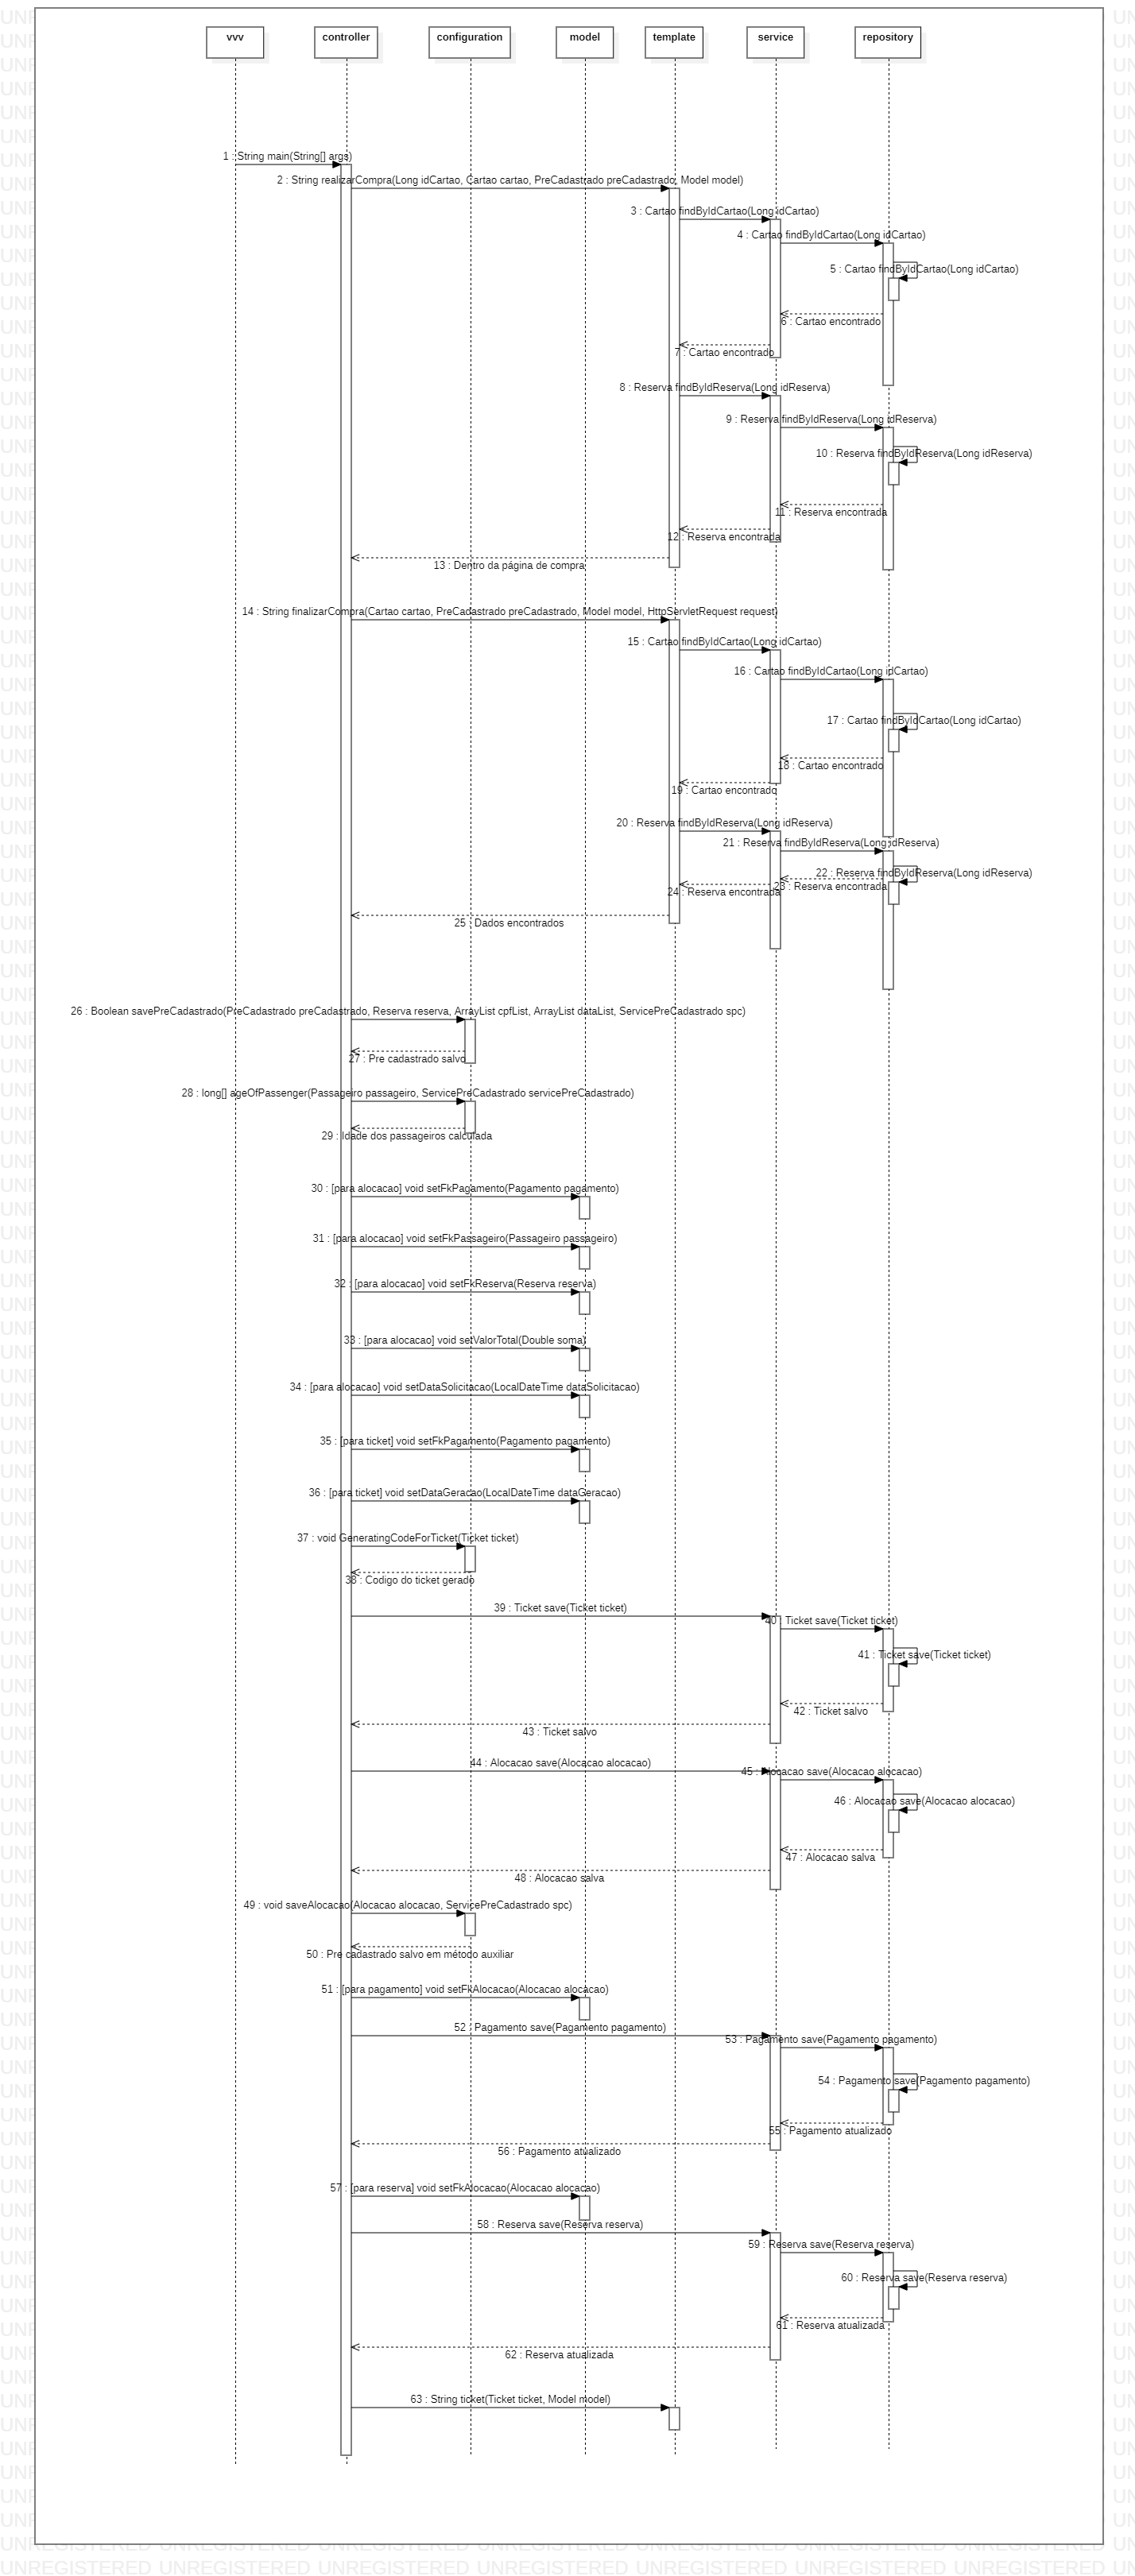 vvv
controller
configuration
model
template
service
repository
1 : String main(String[] args)
2 : String realizarCompra(Long idCartao, Cartao cartao, PreCadastrado preCadastrado, Model model)
3 : Cartao findByIdCartao(Long idCartao)
4 : Cartao findByIdCartao(Long idCartao)
5 : Cartao findByIdCartao(Long idCartao)
6 : Cartao encontrado
7 : Cartao encontrado
8 : Reserva findByIdReserva(Long idReserva)
9 : Reserva findByIdReserva(Long idReserva)
10 : Reserva findByIdReserva(Long idReserva)
11 : Reserva encontrada
12 : Reserva encontrada
13 : Dentro da página de compra
14 : String finalizarCompra(Cartao cartao, PreCadastrado preCadastrado, Model model, HttpServletRequest request)
15 : Cartao findByIdCartao(Long idCartao)
16 : Cartao findByIdCartao(Long idCartao)
17 : Cartao findByIdCartao(Long idCartao)
18 : Cartao encontrado
19 : Cartao encontrado
20 : Reserva findByIdReserva(Long idReserva)
21 : Reserva findByIdReserva(Long idReserva)
22 : Reserva findByIdReserva(Long idReserva)
23 : Reserva encontrada
24 : Reserva encontrada
25 : Dados encontrados
26 : Boolean savePreCadastrado(PreCadastrado preCadastrado, Reserva reserva, ArrayList cpfList, ArrayList dataList, ServicePreCadastrado spc)
27 : Pre cadastrado salvo
28 : long[] ageOfPassenger(Passageiro passageiro, ServicePreCadastrado servicePreCadastrado)
29 : Idade dos passageiros calculada
30 : [para alocacao] void setFkPagamento(Pagamento pagamento)
31 : [para alocacao] void setFkPassageiro(Passageiro passageiro)
32 : [para alocacao] void setFkReserva(Reserva reserva)
33 : [para alocacao] void setValorTotal(Double soma)
34 : [para alocacao] void setDataSolicitacao(LocalDateTime dataSolicitacao)
35 : [para ticket] void setFkPagamento(Pagamento pagamento)
36 : [para ticket] void setDataGeracao(LocalDateTime dataGeracao)
37 : void GeneratingCodeForTicket(Ticket ticket)
38 : Codigo do ticket gerado
39 : Ticket save(Ticket ticket)
40 : Ticket save(Ticket ticket)
41 : Ticket save(Ticket ticket)
42 : Ticket salvo
43 : Ticket salvo
44 : Alocacao save(Alocacao alocacao)
45 : Alocacao save(Alocacao alocacao)
46 : Alocacao save(Alocacao alocacao)
47 : Alocacao salva
48 : Alocacao salva
49 : void saveAlocacao(Alocacao alocacao, ServicePreCadastrado spc)
50 : Pre cadastrado salvo em método auxiliar
51 : [para pagamento] void setFkAlocacao(Alocacao alocacao)
52 : Pagamento save(Pagamento pagamento)
53 : Pagamento save(Pagamento pagamento)
54 : Pagamento save(Pagamento pagamento)
55 : Pagamento atualizado
56 : Pagamento atualizado
57 : [para reserva] void setFkAlocacao(Alocacao alocacao)
58 : Reserva save(Reserva reserva)
59 : Reserva save(Reserva reserva)
60 : Reserva save(Reserva reserva)
61 : Reserva atualizada
62 : Reserva atualizada
63 : String ticket(Ticket ticket, Model model)
UNREGISTERED UNREGISTERED UNREGISTERED UNREGISTERED UNREGISTERED UNREGISTERED UNREGISTERED